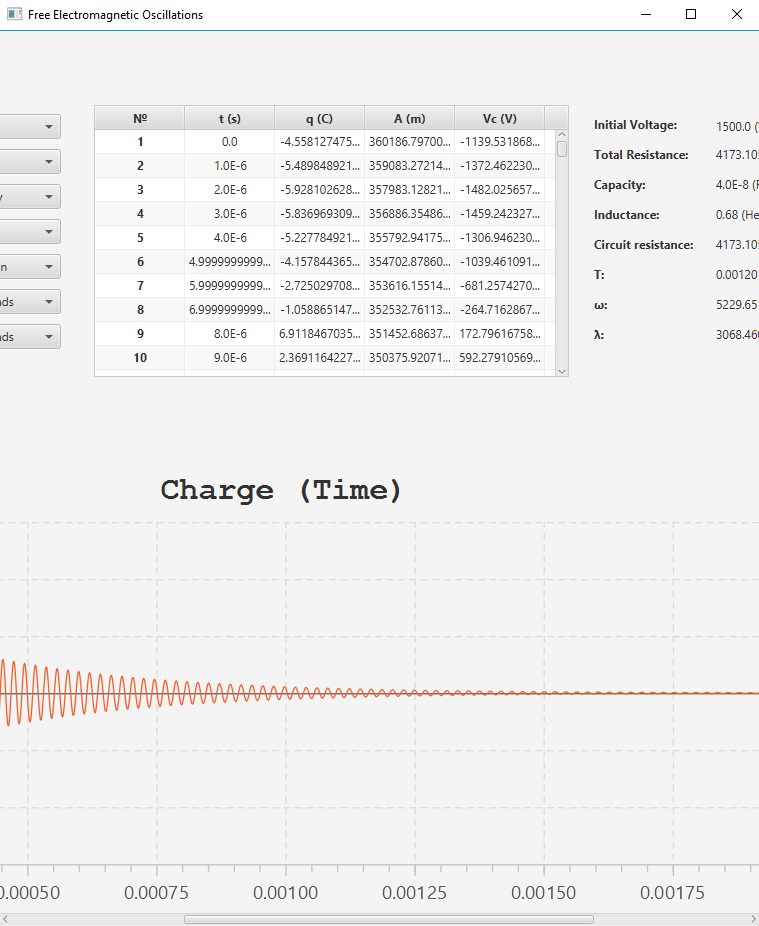 Free Electromagnetic Oscillations
№ t (s) q (C) A (m) Vc (V)
1 0.0 -4.558127475... 360186.79700... -1139.531868...
2 1.0E-6 -5.489848921... 359083.27214... -1372.462230...
3 2.0E-6 -5.928102628... 357983.12821... -1482.025657...
4 3.0E-6 -5.836969309... 356886.35486... -1459.242327...
5 4.0E-6 -5.227784921... 355792.94175... -1306.946230...
6 4.9999999999... -4.157844365... 354702.87860... -1039.461091...
7 5.9999999999... -2.725029708... 353616.15514... -681.2574270...
8 6.9999999999... -1.058865147... 352532.76113... -264.7162867...
9 8.0E-6 6.9118467035... 351452.68637... 172.79616758...
10 9.0E-6 2.3691164227... 350375.92071... 592.27910569...
Initial Voltage: 1500.0 (
Total Resistance: 4173.105
Capacity: 4.0E-8 (F
Inductance: 0.68 (He
Circuit resistance: 4173.105
T: 0.00120
ω: 5229.65
λ: 3068.460
y
n
nds
nds
Charge (Time)
0.00050 0.00075 0.00100 0.00125 0.00150 0.00175